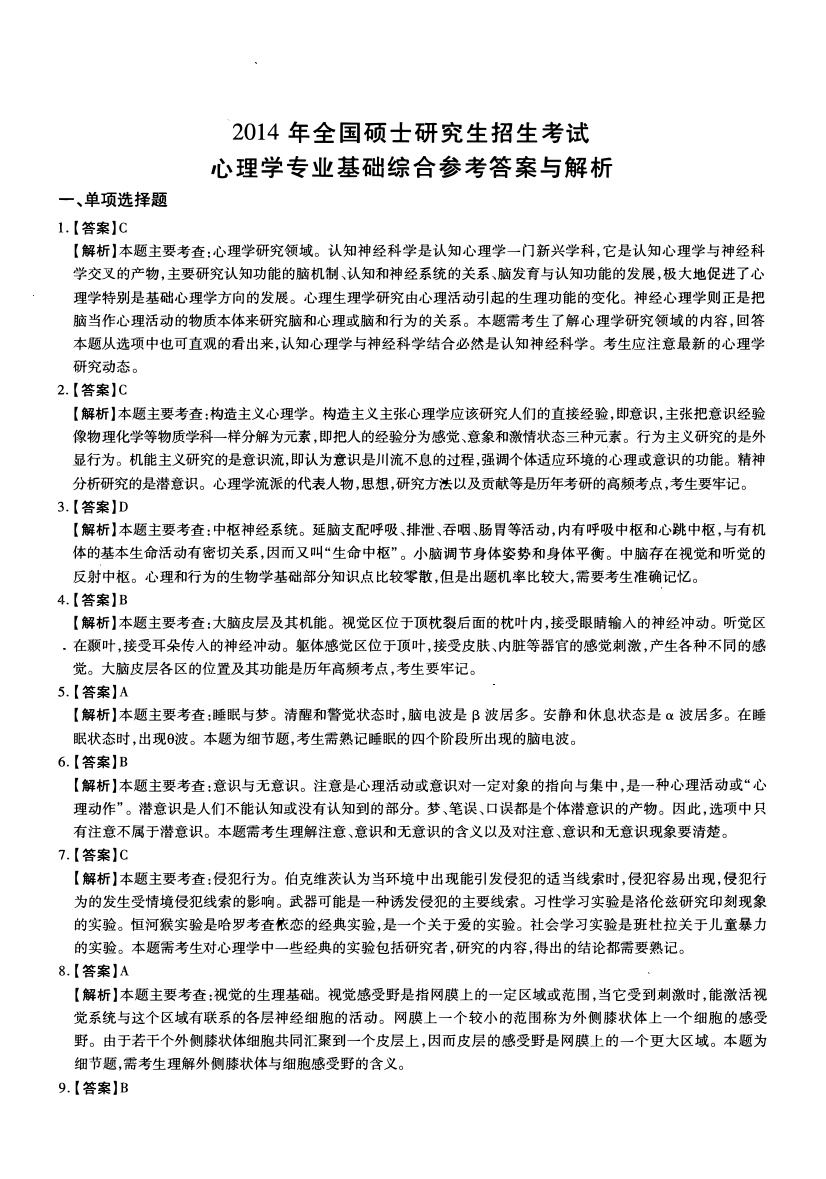 2014 年全国硕士研究生招生考试
心理学专业基础综合参考答案与解析
一、单项选择题
1.【答案】C
【解析】本题主要考查:心理学研究领域。认知神经科学是认知心理学一门新兴学科,它是认知心理学与神经科
学交叉的产物,主要研究认知功能的脑机制、认知和神经系统的关系、脑发育与认知功能的发展,极大地促进了心
理学特别是基础心理学方向的发展。心理生理学研究由心理活动引起的生理功能的变化。神经心理学则正是把
脑当作心理活动的物质本体来研究脑和心理或脑和行为的关系。本题需考生了解心理学研究领域的内容,回答
本题从选项中也可直观的看出来,认知心理学与神经科学结合必然是认知神经科学。考生应注意最新的心理学
研究动态。
2.【答案】C
【解析】本题主要考查:构造主义心理学。构造主义主张心理学应该研究人们的直接经验,即意识,主张把意识经验
像物理化学等物质学科一样分解为元素,即把人的经验分为感觉、意象和激情状态三种元素。行为主义研究的是外
显行为。机能主义研究的是意识流,即认为意识是川流不息的过程,强调个体适应环境的心理或意识的功能。精神
分析研究的是潜意识。心理学流派的代表人物,思想,研究方法以及贡献等是历年考研的高频考点,考生要牢记。
3.【答案】D
【解析】本题主要考查:中枢神经系统。延脑支配呼吸、排泄、吞咽、肠胃等活动,内有呼吸中枢和心跳中枢,与有机
体的基本生命活动有密切关系,因而又叫“生命中枢”。小脑调节身体姿势和身体平衡。中脑存在视觉和听觉的
反射中枢。心理和行为的生物学基础部分知识点比较零散,但是出题机率比较大,需要考生准确记忆。
4.【答案】B
【解析】本题主要考查:大脑皮层及其机能。视觉区位于顶枕裂后面的枕叶内,接受眼睛输入的神经冲动。听觉区
在颞叶,接受耳朵传入的神经冲动。躯体感觉区位于顶叶,接受皮肤、内脏等器官的感觉刺激,产生各种不同的感
觉。大脑皮层各区的位置及其功能是历年高频考点,考生要牢记。
5.【答案】A
【解析】本题主要考查:睡眠与梦。清醒和警觉状态时,脑电波是 β 波居多。安静和休息状态是 α 波居多。在睡
眠状态时,出现θ波。本题为细节题,考生需熟记睡眠的四个阶段所出现的脑电波。
6.【答案】B
【解析】本题主要考查:意识与无意识。注意是心理活动或意识对一定对象的指向与集中,是一种心理活动或“心
理动作”。潜意识是人们不能认知或没有认知到的部分。梦、笔误、口误都是个体潜意识的产物。因此,选项中只
有注意不属于潜意识。本题需考生理解注意、意识和无意识的含义以及对注意、意识和无意识现象要清楚。
7.【答案】C
【解析】本题主要考查:侵犯行为。伯克维茨认为当环境中出现能引发侵犯的适当线索时,侵犯容易出现,侵犯行
为的发生受情境侵犯线索的影响。武器可能是一种诱发侵犯的主要线索。习性学习实验是洛伦兹研究印刻现象
的实验。恒河猴实验是哈罗考查依恋的经典实验,是一个关于爱的实验。社会学习实验是班杜拉关于儿童暴力
的实验。本题需考生对心理学中一些经典的实验包括研究者,研究的内容,得出的结论都需要熟记。
8.【答案】A
【解析】本题主要考查:视觉的生理基础。视觉感受野是指网膜上的一定区域或范围,当它受到刺激时,能激活视
觉系统与这个区域有联系的各层神经细胞的活动。网膜上一个较小的范围称为外侧膝状体上一个细胞的感受
野。由于若干个外侧膝状体细胞共同汇聚到一个皮层上,因而皮层的感受野是网膜上的一个更大区域。本题为
细节题,需考生理解外侧膝状体与细胞感受野的含义。
9.【答案】B